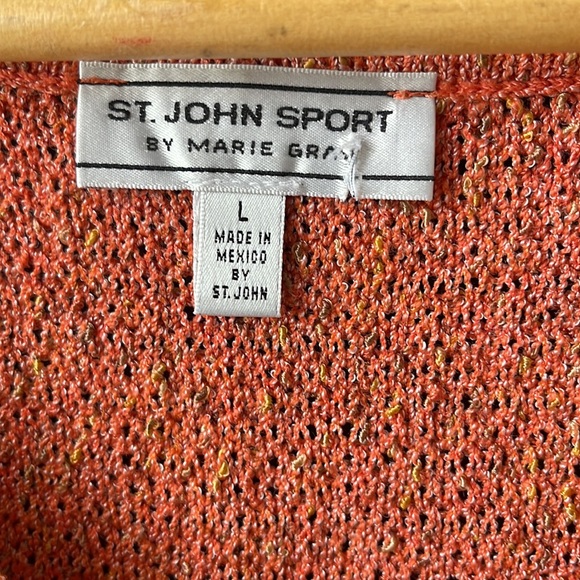 ST. JOHN SPORT
BY MARIE GRAY
L
MADE IN
MEXICO
BY
ST. JOHN